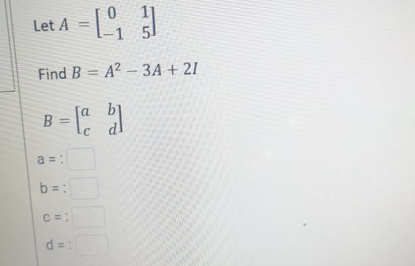 Let A = [0 1
-1 5]
Find B = A² − 3A + 2I
B = [a b
c d]
a = :
b = :
c = :
d = :